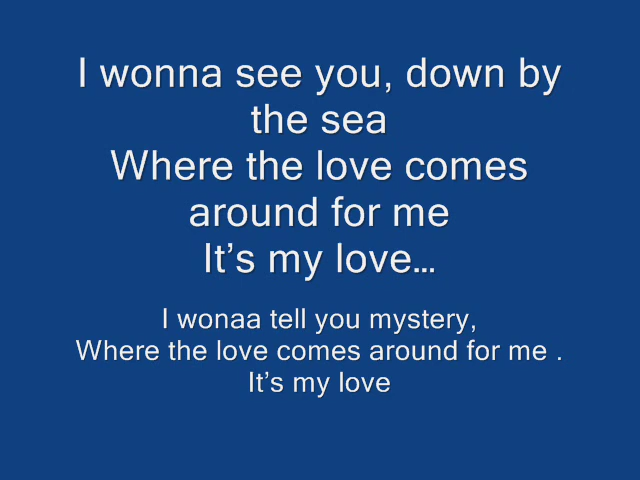 I wonna see you, down by
the sea
Where the love comes
around for me
It’s my love…
I wonaa tell you mystery,
Where the love comes around for me .
It’s my love